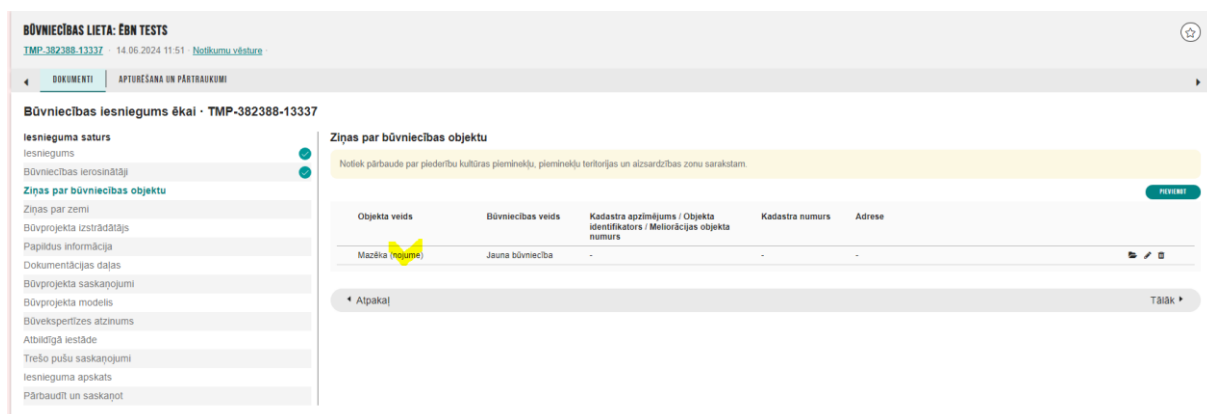 BŪVNIECĪBAS LIETA: ĒBN TESTS
TMP-382388-13337 · 14.06.2024 11:51 · Notikumu vēsture ·
DOKUMENTI
APTURĒŠANA UN PĀRTRAUKUMI
Būvniecības iesniegums ēkai · TMP-382388-13337
Iesnieguma saturs
Iesniegums
Būvniecības ierosinātāji
Ziņas par būvniecības objektu
Ziņas par zemi
Būvprojekta izstrādātājs
Papildus informācija
Dokumentācijas daļas
Būvprojekta saskaņojumi
Būvprojekta modelis
Būvekspertīzes atzinums
Atbildīgā iestāde
Trešo pušu saskaņojumi
Iesnieguma apskats
Pārbaudīt un saskaņot
Ziņas par būvniecības objektu
Notiek pārbaude par piederību kultūras pieminekļu, pieminekļu teritorijas un aizsardzības zonu sarakstam.
PIEVIENOT
Objekta veids
Būvniecības veids
Kadastra apzīmējums / Objekta
identifikators / Meliorācijas objekta
numurs
Kadastra numurs
Adrese
Mazēka (nojume)
Jauna būvniecība
-
-
-
Atpakaļ
Tālāk